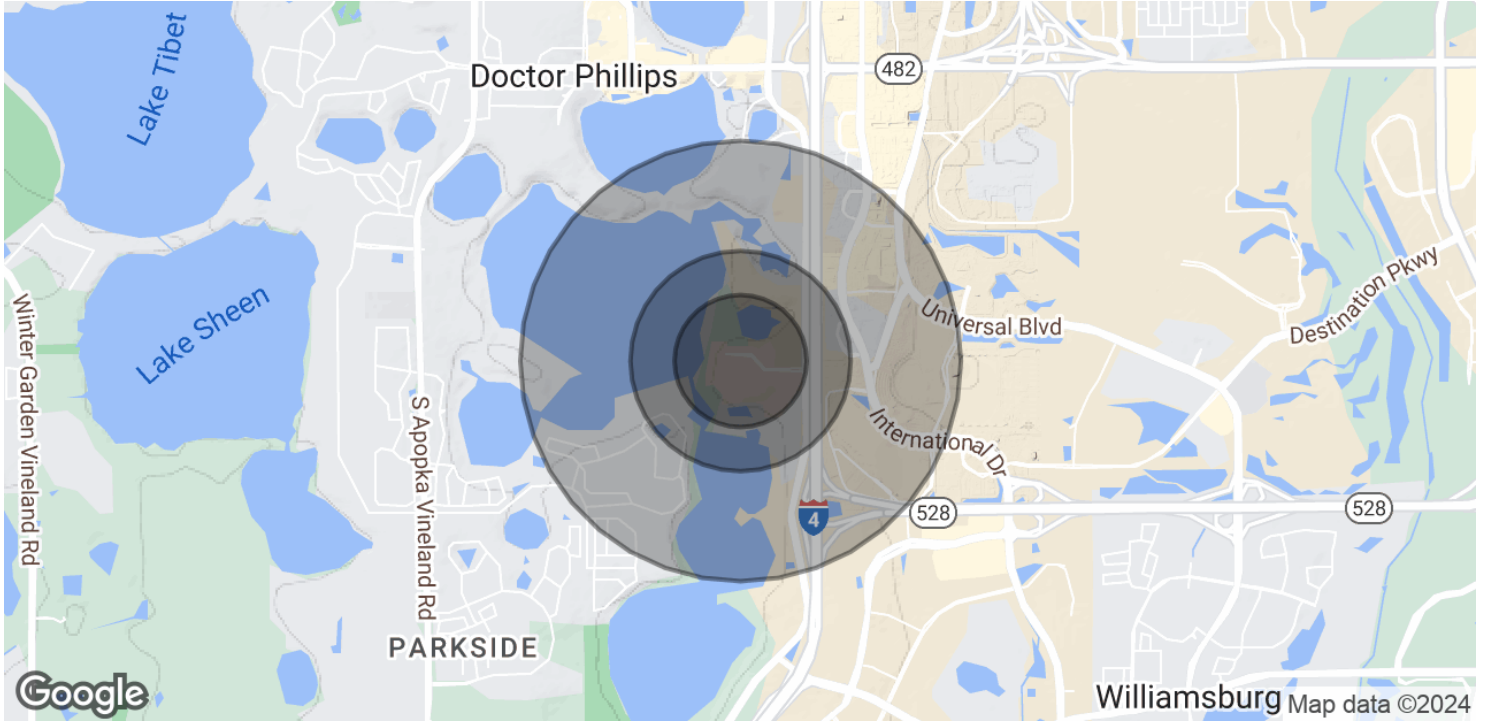 Lake Tibet
Doctor Phillips
482
Lake Sheen
Winter Garden Vineland Rd
S Apopka Vineland Rd
Universal Blvd
Destination Pkwy
International Dr
4
528
528
PARKSIDE
Google
Williamsburg
Map data ©2024